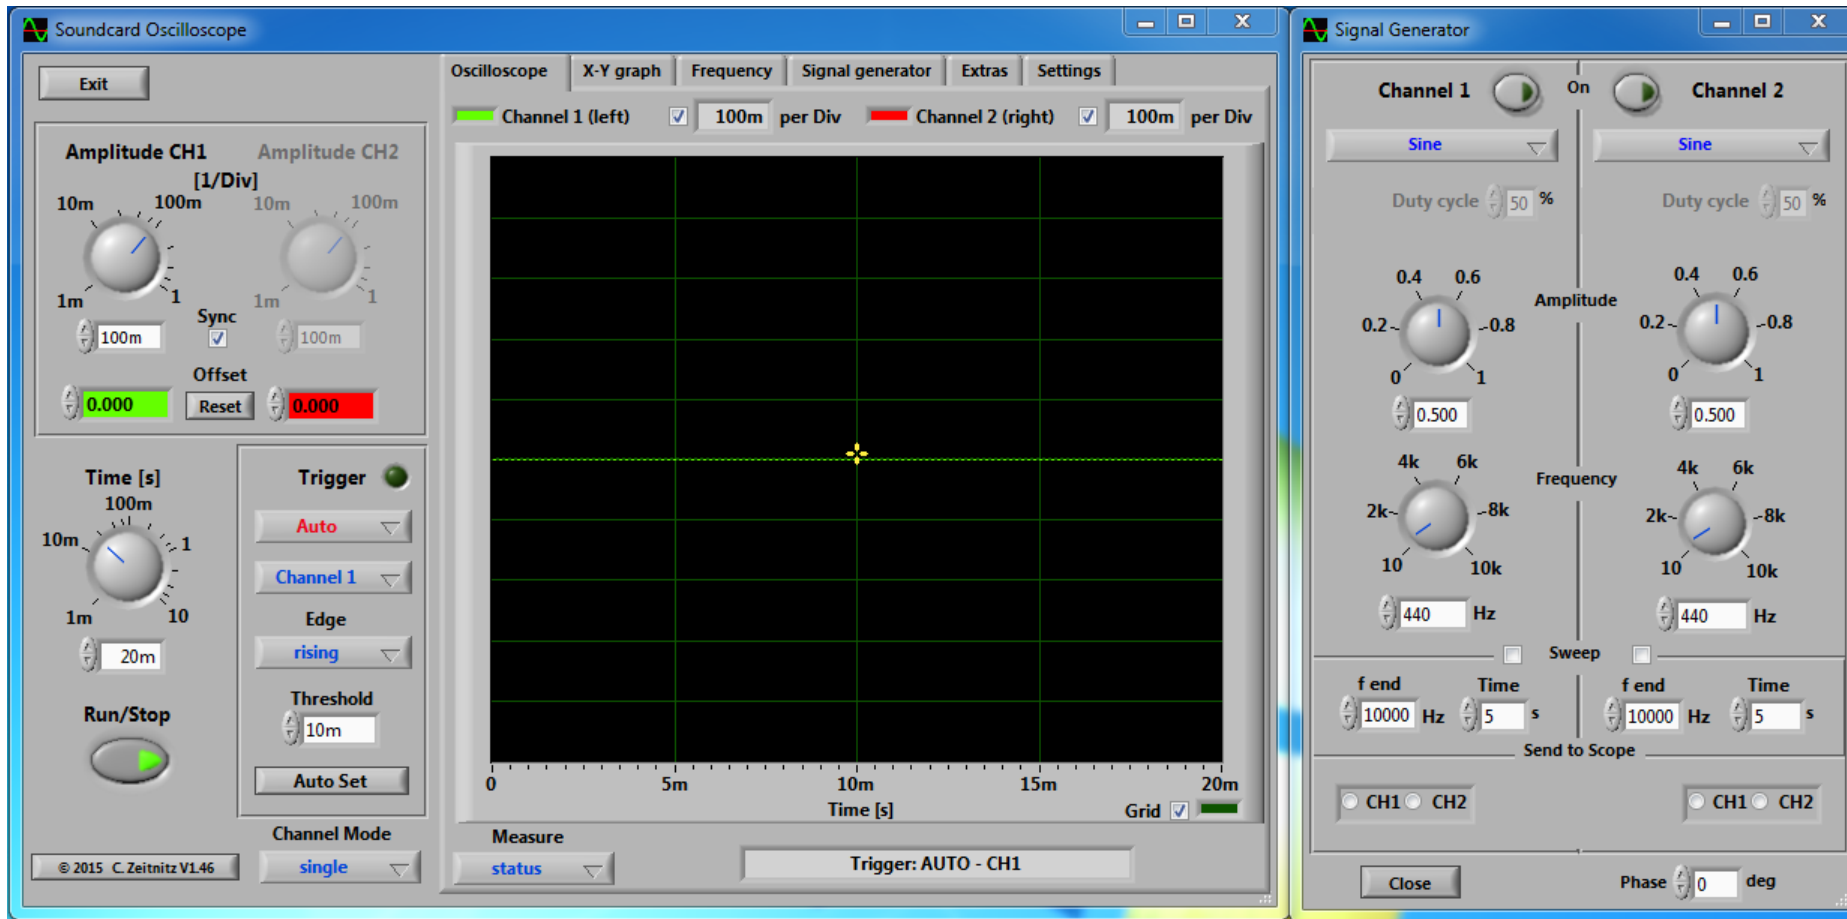 Soundcard Oscilloscope
Exit
Amplitude CH1 Amplitude CH2
[1/Div]
10m 100m 10m 100m
1m 1 1m 1
Sync
100m 100m
Offset
0.000 Reset 0.000
Time [s]
100m
10m 1
1m 10
20m
Run/Stop
© 2015 C. Zeitnitz V1.46
Trigger
Auto
Channel 1
Edge
rising
Threshold
10m
Auto Set
Channel Mode
single
Oscilloscope X-Y graph Frequency Signal generator Extras Settings
Channel 1 (left) 100m per Div Channel 2 (right) 100m per Div
0 5m 10m 15m 20m
Time [s]
Grid
Measure
status
Trigger: AUTO - CH1
Signal Generator
Channel 1 On Channel 2
Sine Sine
Duty cycle 50 % Duty cycle 50 %
0.4 0.6 0.4 0.6
Amplitude
0.2 0.8 0.2 0.8
0 1 0 1
0.500 0.500
4k 6k 4k 6k
Frequency
2k 8k 2k 8k
10 10k 10 10k
440 Hz 440 Hz
Sweep
f end Time f end Time
10000 Hz 5 s 10000 Hz 5 s
Send to Scope
CH1 CH2 CH1 CH2
Close Phase 0 deg